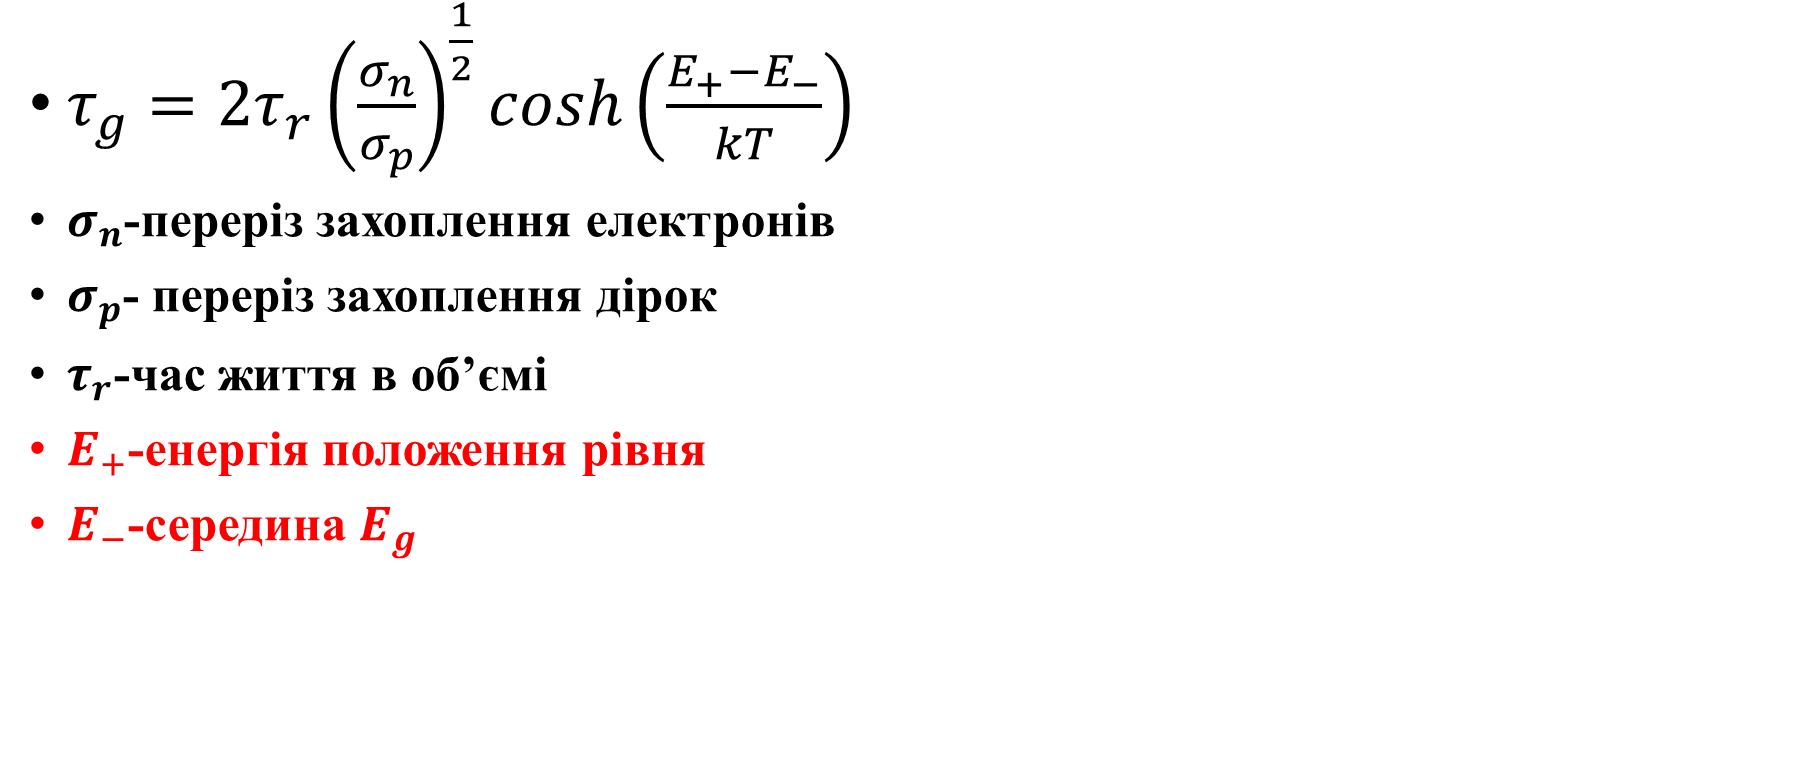 • τ_g = 2τ_r (σ_n/σ_p)^(1/2) cosh((E_+ − E_−)/kT)
• σ_n-переріз захоплення електронів
• σ_p- переріз захоплення дірок
• τ_r-час життя в об’ємі
• E_+-енергія положення рівня
• E_−-середина E_g